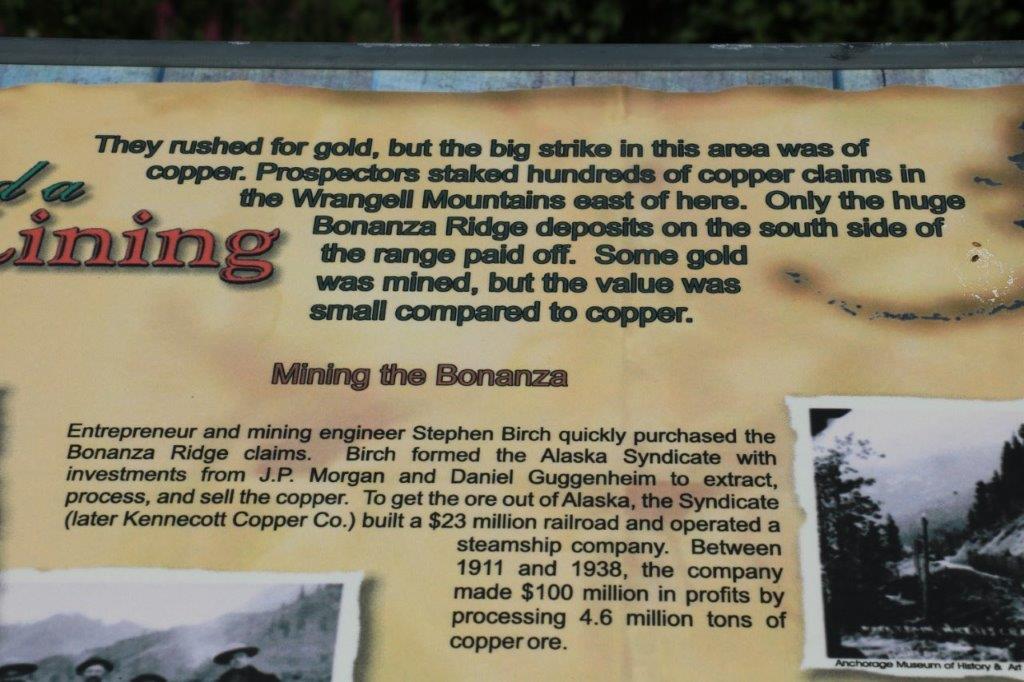 They rushed for gold, but the big strike in this area was of
copper. Prospectors staked hundreds of copper claims in
the Wrangell Mountains east of here. Only the huge
Bonanza Ridge deposits on the south side of
the range paid off. Some gold
was mined, but the value was
small compared to copper.
d a
ining
Mining the Bonanza
Entrepreneur and mining engineer Stephen Birch quickly purchased the
Bonanza Ridge claims. Birch formed the Alaska Syndicate with
investments from J.P. Morgan and Daniel Guggenheim to extract,
process, and sell the copper. To get the ore out of Alaska, the Syndicate
(later Kennecott Copper Co.) built a $23 million railroad and operated a
steamship company. Between
1911 and 1938, the company
made $100 million in profits by
processing 4.6 million tons of
copper ore.
Anchorage Museum of History & Art